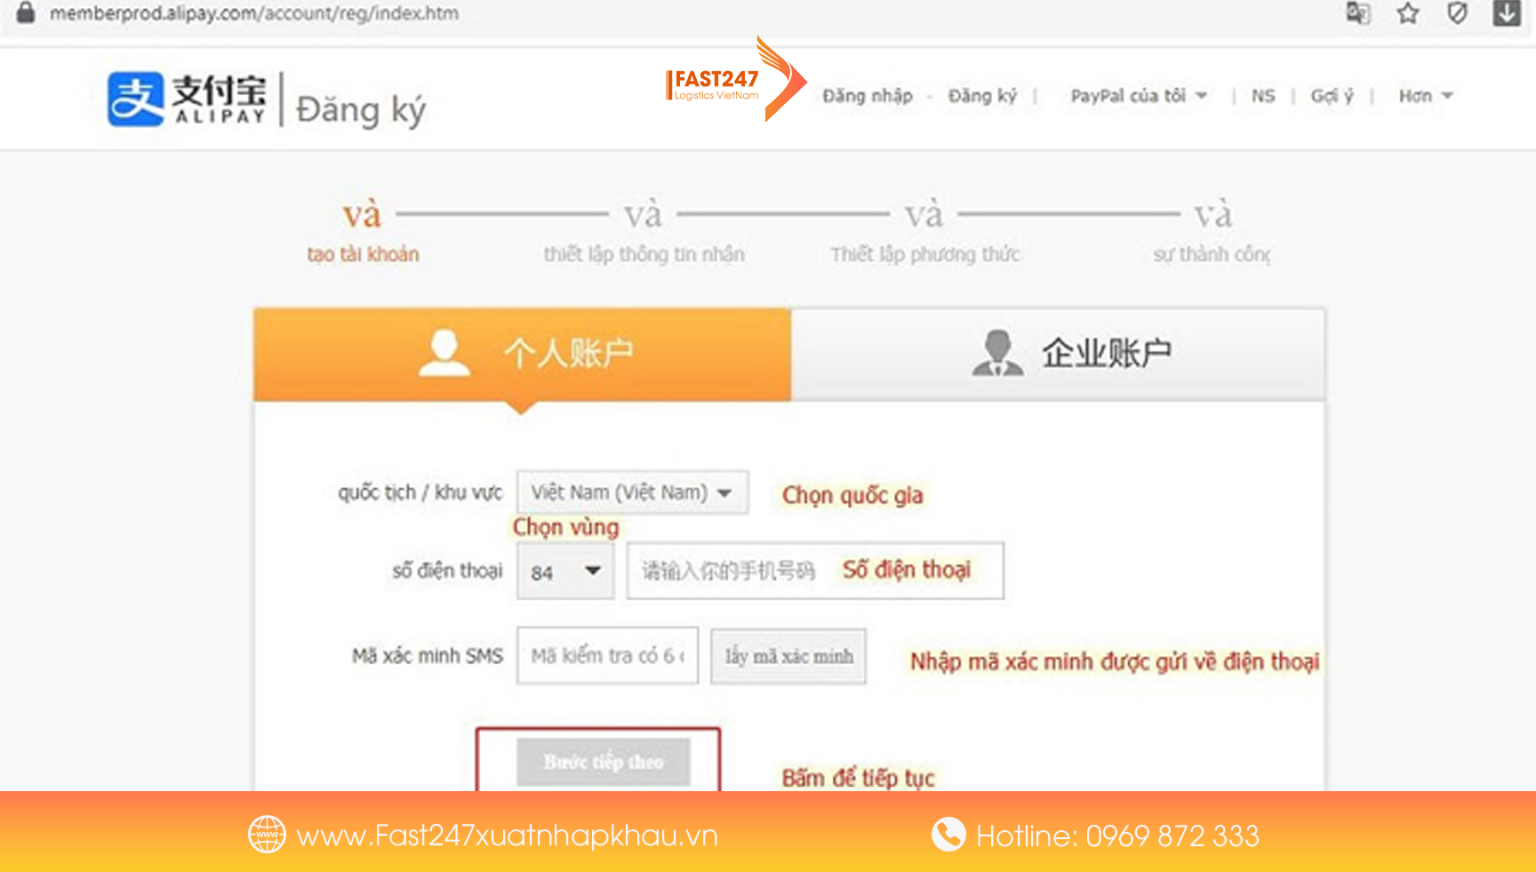 memberprod.alipay.com/account/reg/index.htm
支
支付宝
ALIPAY
Đăng ký
FAST247
Logistics VietNam
Đăng nhập - Đăng ký | PayPal của tôi | NS | Gợi ý | Hơn
và và và và
tạo tài khoản thiết lập thông tin nhận Thiết lập phương thức sự thành công
个人账户 企业账户
quốc tịch / khu vực Việt Nam (Việt Nam) Chọn quốc gia
Chọn vùng
số điện thoại 84 请输入你的手机号码 Số điện thoại
Mã xác minh SMS Mã kiểm tra có 6 lấy mã xác minh Nhập mã xác minh được gửi về điện thoại
Bước tiếp theo Bấm để tiếp tục
www.Fast247xuatnhapkhau.vn Hotline: 0969 872 333